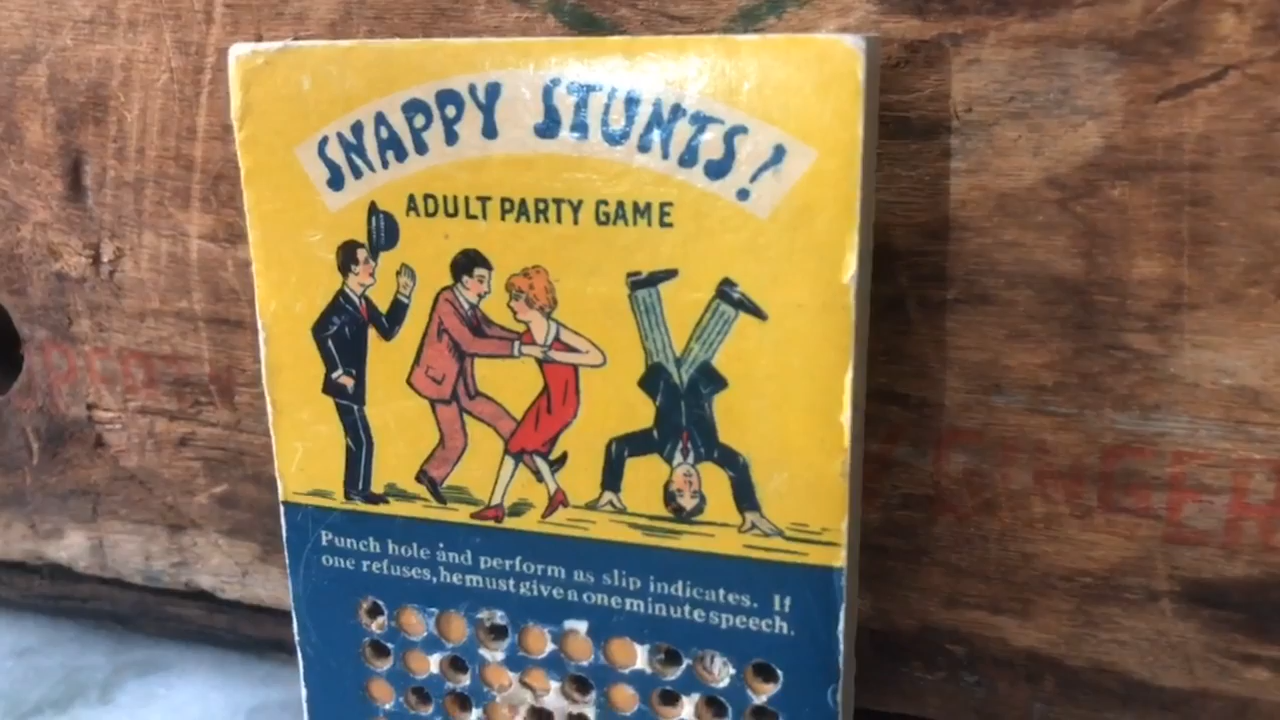 SNAPPY STUNTS!
ADULT PARTY GAME
Punch hole and perform as slip indicates. If
one refuses, he must give a one minute speech.
GINGER